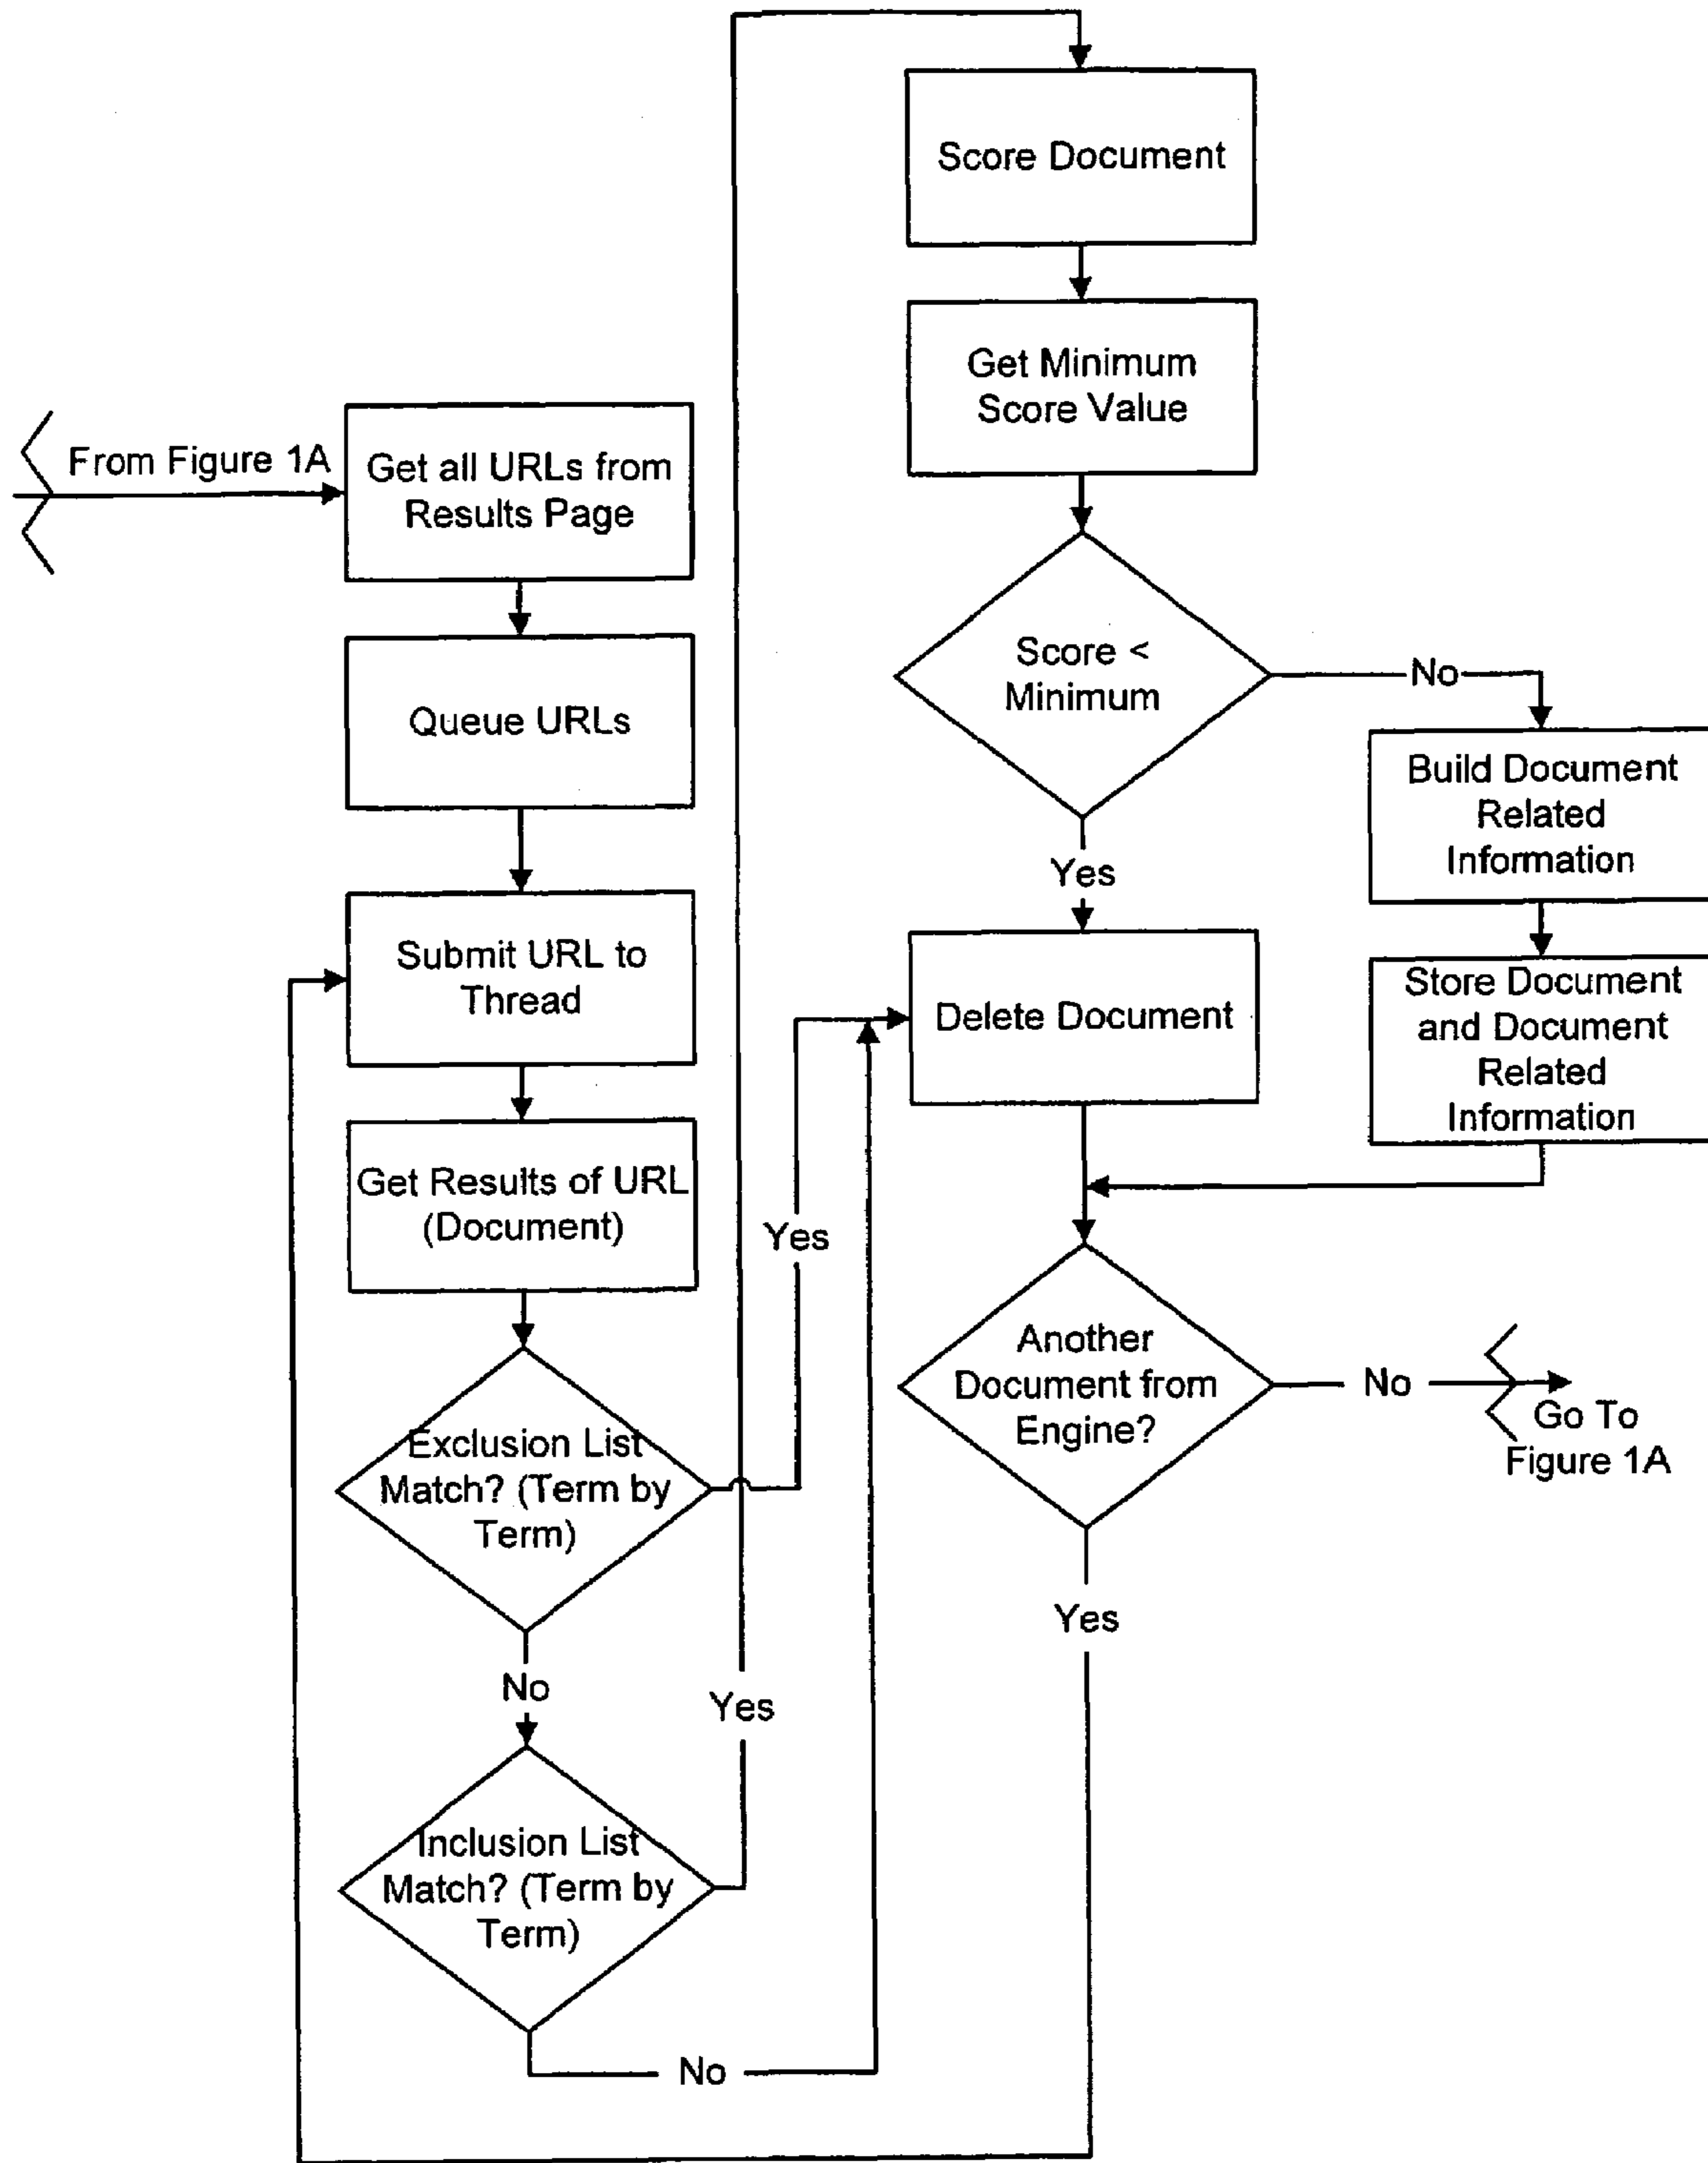 From Figure 1A
Get all URLs from
Results Page
Queue URLs
Submit URL to
Thread
Get Results of URL
(Document)
Exclusion List
Match? (Term by
Term)
Yes
No
Inclusion List
Match? (Term by
Term)
Yes
No
Score Document
Get Minimum
Score Value
Score <
Minimum
No
Yes
Build Document
Related
Information
Store Document
and Document
Related
Information
Delete Document
Another
Document from
Engine?
No
Go To
Figure 1A
Yes